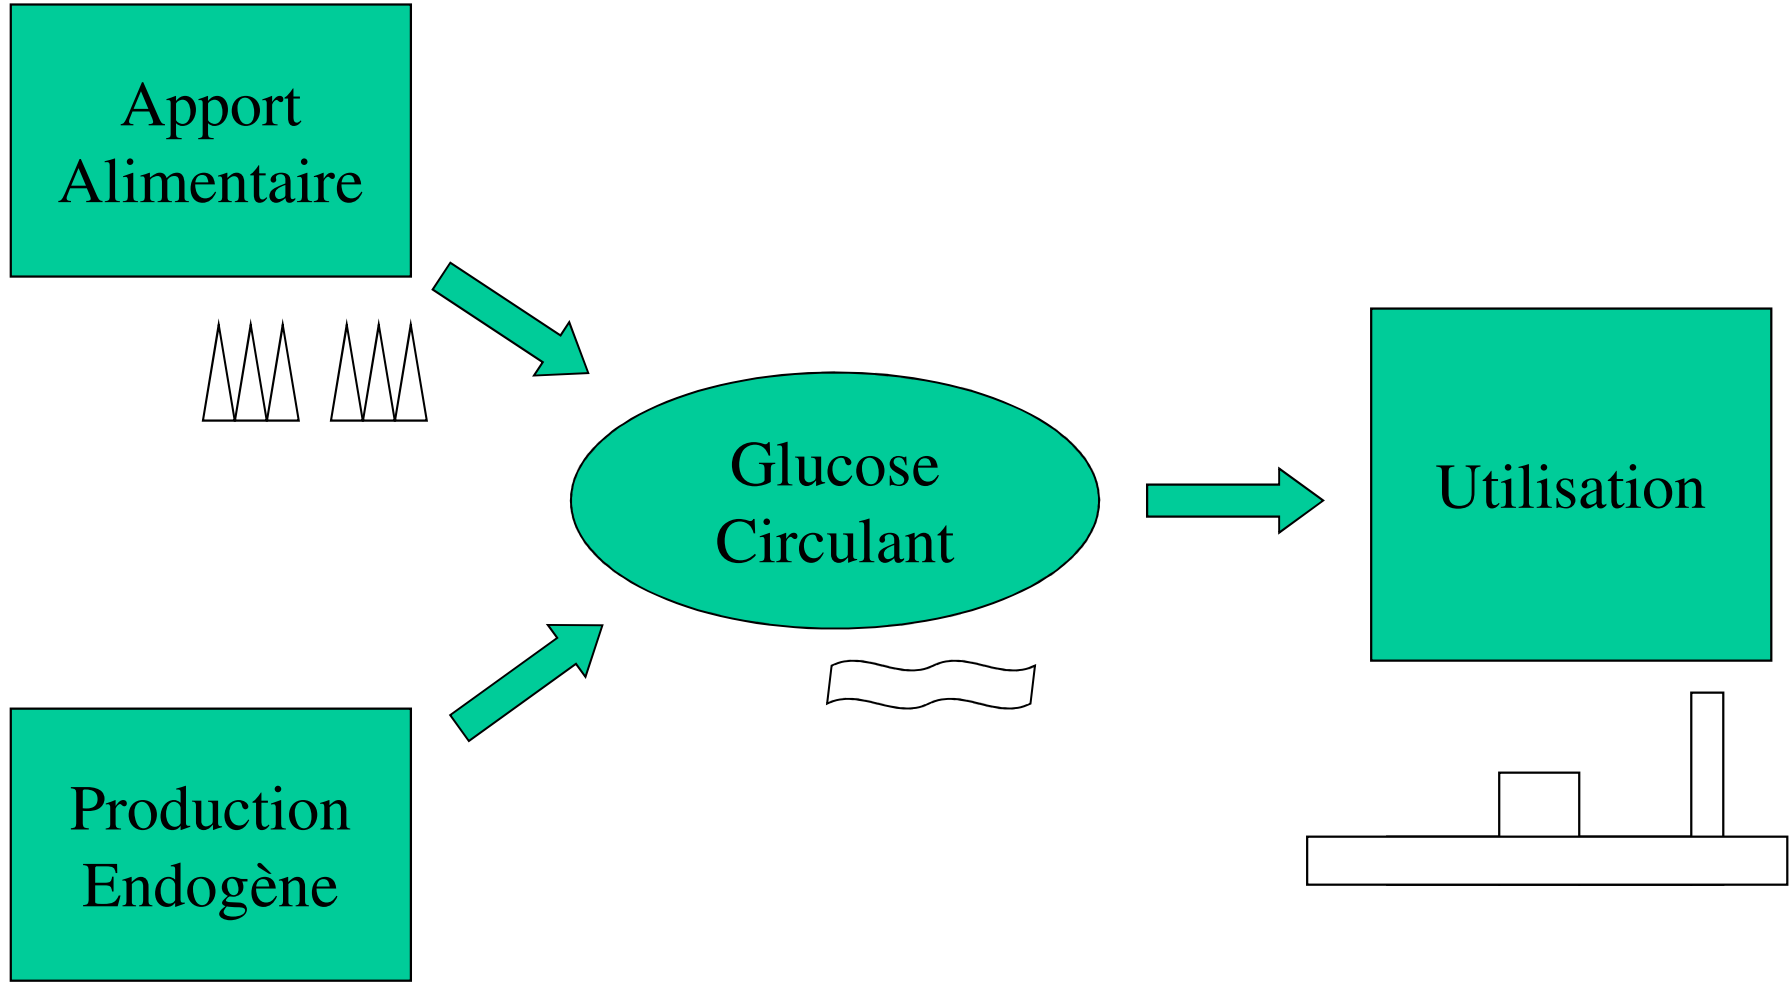 Apport
Alimentaire
Glucose
Circulant
Utilisation
Production
Endogène